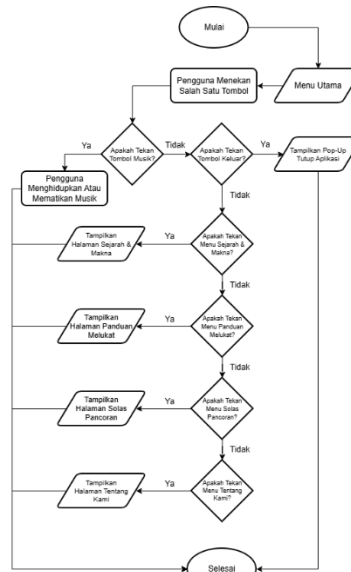 Mulai
Menu Utama
Pengguna Menekan
Salah Satu Tombol
Apakah Tekan
Tombol Musik?
Ya
Tidak
Apakah Tekan
Tombol Keluar?
Ya
Tampilkan Pop-Up
Tutup Aplikasi
Pengguna
Menghidupkan Atau
Mematikan Musik
Tidak
Apakah Tekan
Menu Sejarah &
Makna?
Ya
Tampilkan
Halaman Sejarah &
Makna
Tidak
Apakah Tekan
Menu Panduan
Melukat?
Ya
Tampilkan
Halaman Panduan
Melukat
Tidak
Apakah Tekan
Menu Solas
Pancoran?
Ya
Tampilkan
Halaman Solas
Pancoran
Tidak
Apakah Tekan
Menu Tentang
Kami?
Ya
Tampilkan
Halaman Tentang
Kami
Selesai